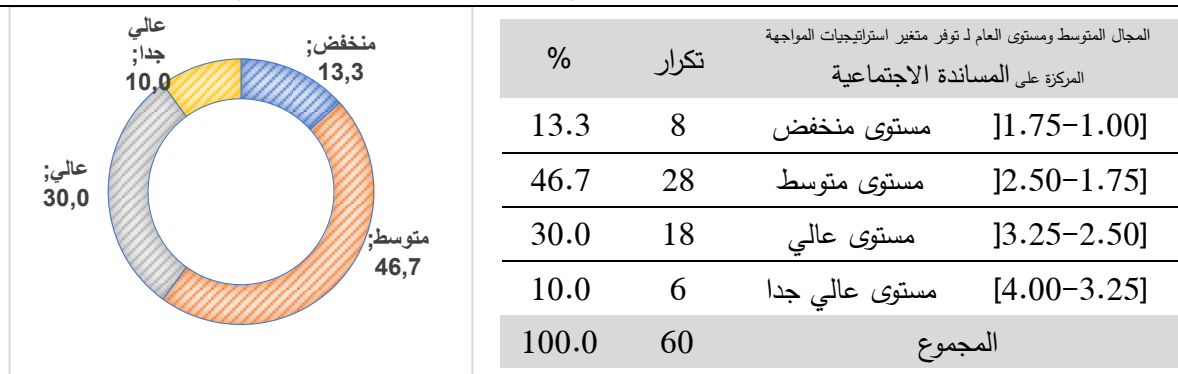 المجال المتوسط ومستوى العام لـ توفر متغير استراتيجيات المواجهة
المركزة على المساندة الاجتماعية
تكرار
%
[1.00-1.75[ مستوى منخفض 8 13.3
[1.75-2.50[ مستوى متوسط 28 46.7
[2.50-3.25[ مستوى عالي 18 30.0
[3.25-4.00] مستوى عالي جدا 6 10.0
المجموع 60 100.0
منخفض;
13,3
متوسط;
46,7
عالي;
30,0
عالي
جدا;
10,0